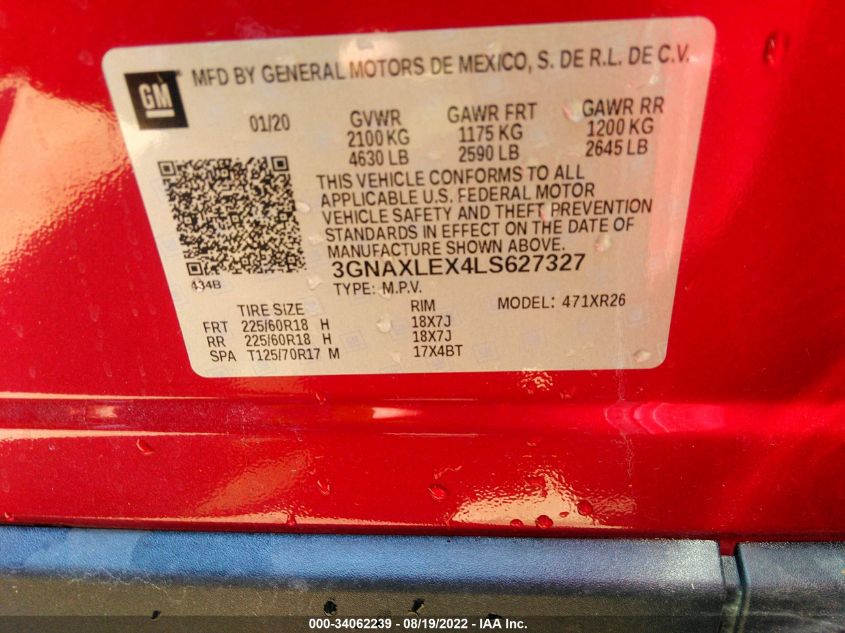 GM
MFD BY GENERAL MOTORS DE MEXICO, S. DE R.L. DE C.V.
01/20 GVWR GAWR FRT GAWR RR
2100 KG 1175 KG 1200 KG
4630 LB 2590 LB 2645 LB
THIS VEHICLE CONFORMS TO ALL
APPLICABLE U.S. FEDERAL MOTOR
VEHICLE SAFETY AND THEFT PREVENTION
STANDARDS IN EFFECT ON THE DATE OF
MANUFACTURE SHOWN ABOVE.
434B
3GNAXLEX4LS627327
TYPE: M.P.V. MODEL: 471XR26
TIRE SIZE RIM
FRT 225/60R18 H 18X7J
RR 225/60R18 H 18X7J
SPA T125/70R17 M 17X4BT
000-34062239 - 08/19/2022 - IAA Inc.